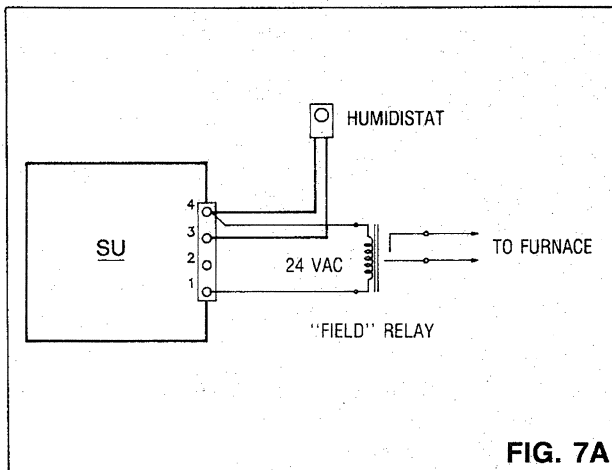 HUMIDISTAT
4
3
2
1
SU
24 VAC
TO FURNACE
"FIELD" RELAY
FIG. 7A